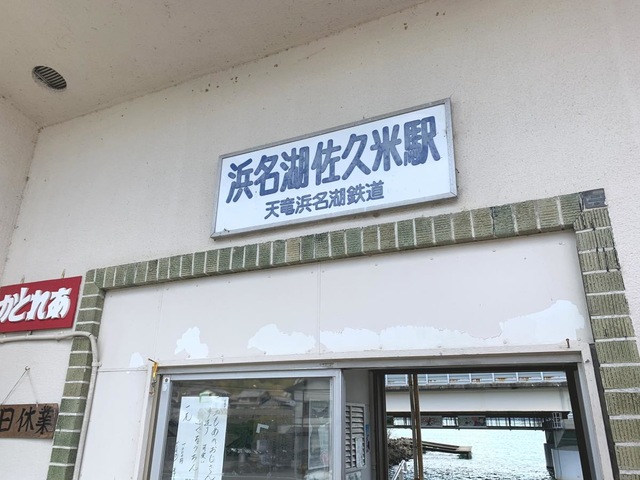 浜名湖佐久米駅
天竜浜名湖鉄道
かとれあ
日休業